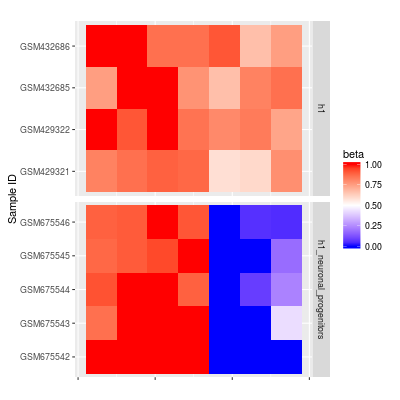 GSM432686
GSM432685
GSM429322
GSM429321
h1
GSM675546
GSM675545
GSM675544
GSM675543
GSM675542
h1_neuronal_progenitors
Sample ID
beta
1.00
0.75
0.50
0.25
0.00